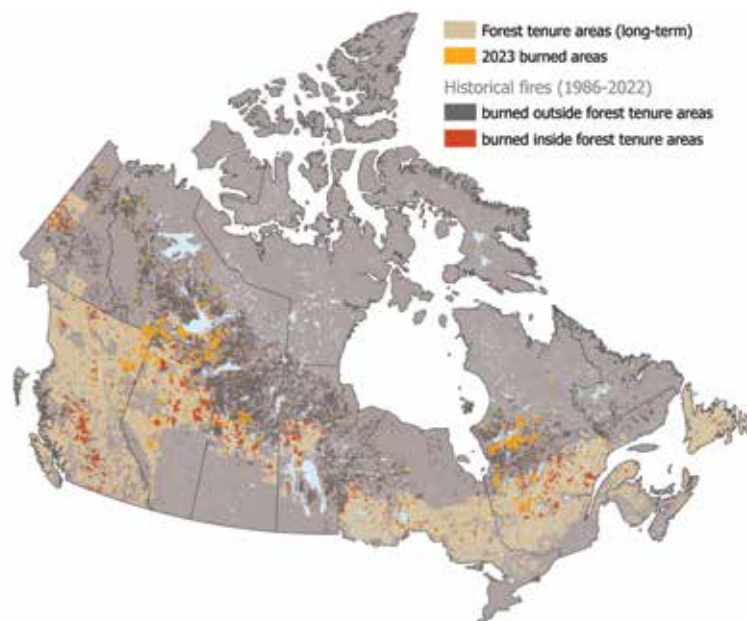 Forest tenure areas (long-term)
2023 burned areas
Historical fires (1986-2022)
burned outside forest tenure areas
burned inside forest tenure areas